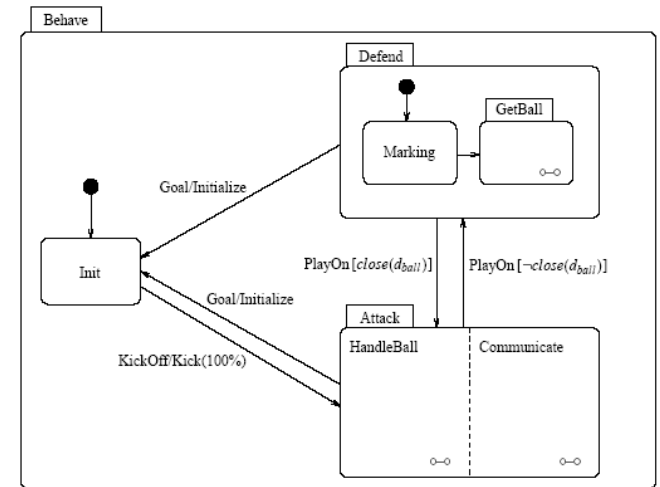 Behave
Defend
GetBall
Marking
Goal/Initialize
Init
PlayOn [close(d_ball)]
PlayOn [¬close(d_ball)]
Goal/Initialize
Attack
HandleBall
Communicate
KickOff/Kick(100%)